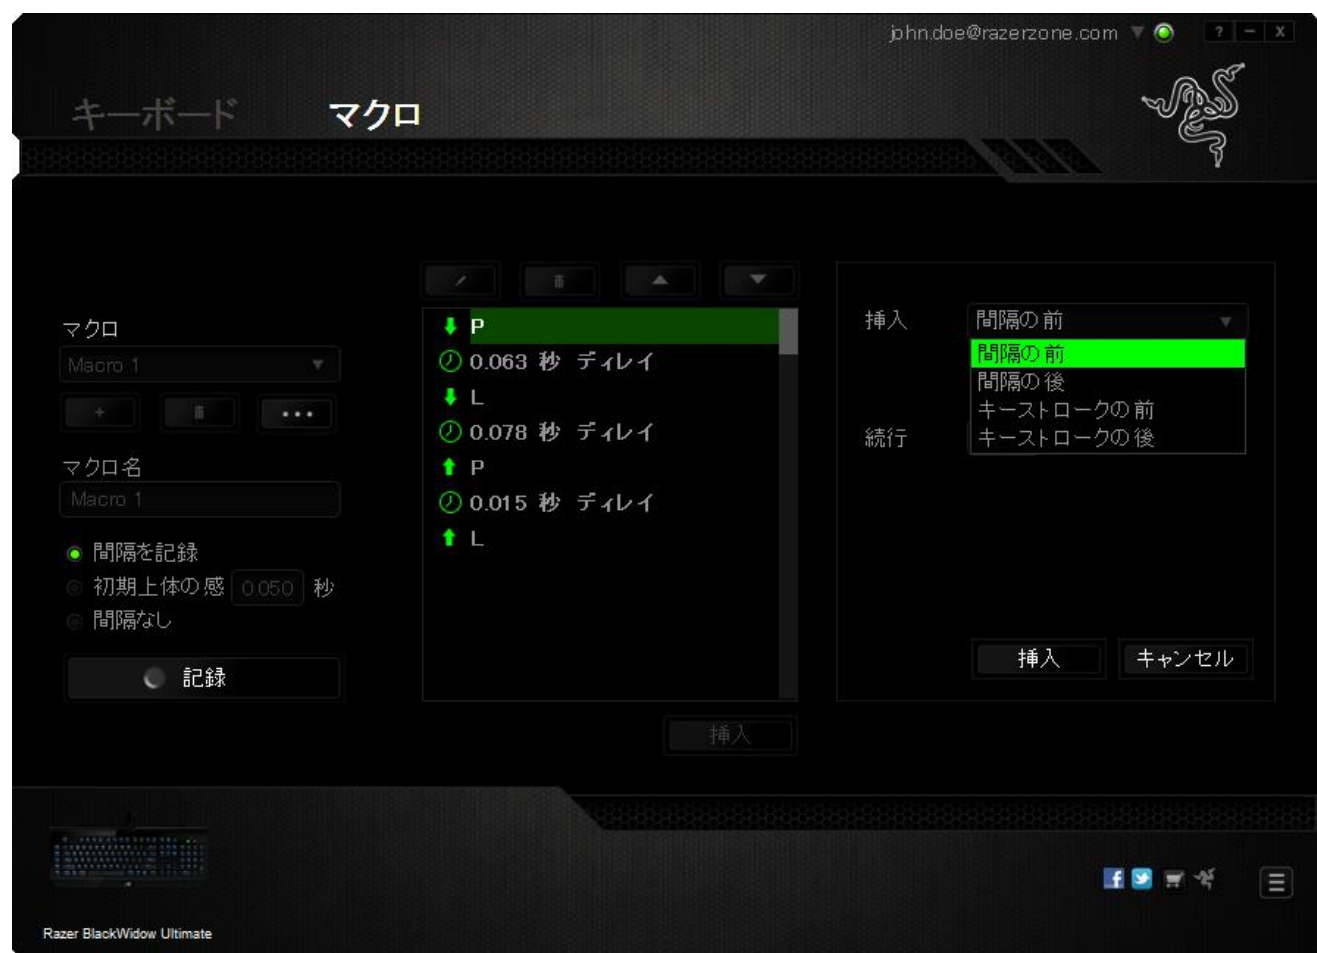 john.doe@razerzone.com
? − X
キーボード マクロ
マクロ
Macro 1
マクロ名
Macro 1
間隔を記録
初期上体の感 0.050 秒
間隔なし
記録
P
0.063 秒 ディレイ
L
0.078 秒 ディレイ
P
0.015 秒 ディレイ
L
挿入
挿入 間隔の前
間隔の前
間隔の後
キーストロークの前
キーストロークの後
続行
挿入 キャンセル
Razer BlackWidow Ultimate